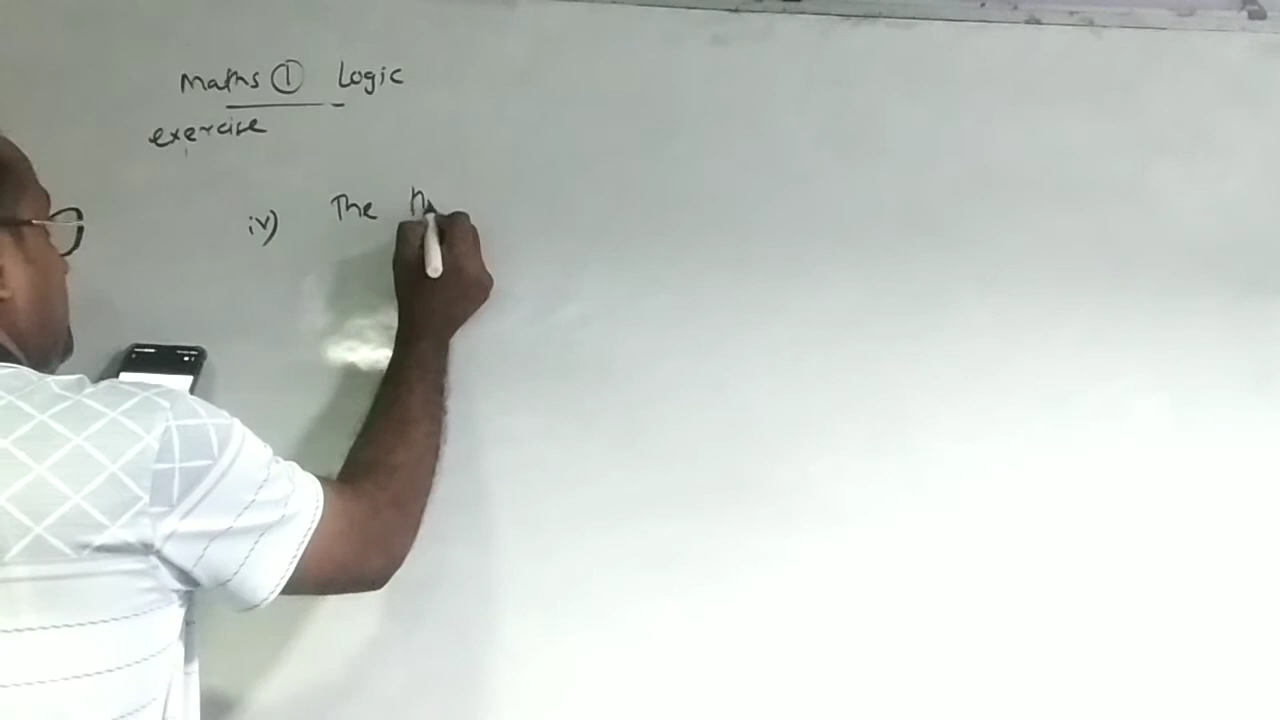 Maths ① Logic
exercise
iv) The